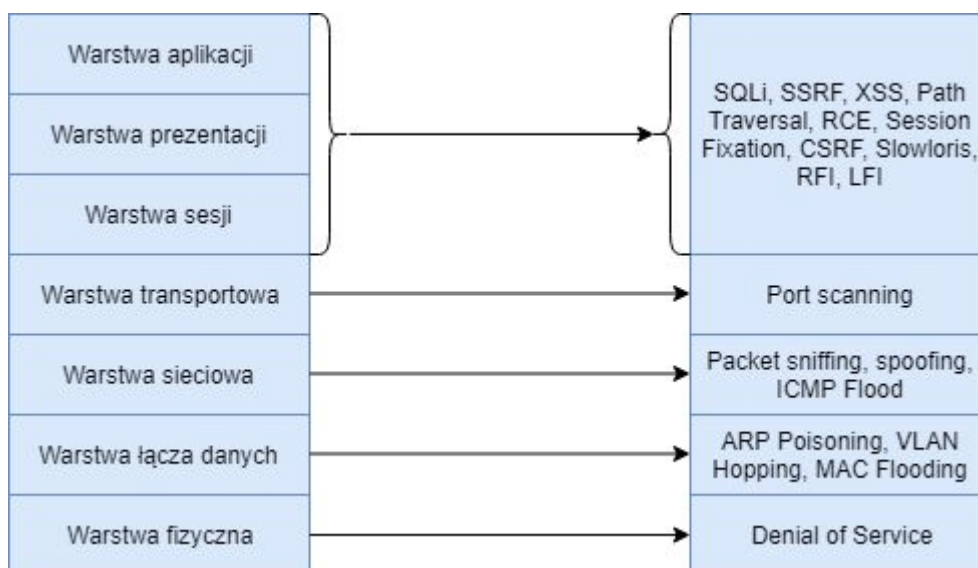 Warstwa aplikacji
Warstwa prezentacji
Warstwa sesji
Warstwa transportowa
Warstwa sieciowa
Warstwa łącza danych
Warstwa fizyczna
SQLi, SSRF, XSS, Path
Traversal, RCE, Session
Fixation, CSRF, Slowloris,
RFI, LFI
Port scanning
Packet sniffing, spoofing,
ICMP Flood
ARP Poisoning, VLAN
Hopping, MAC Flooding
Denial of Service